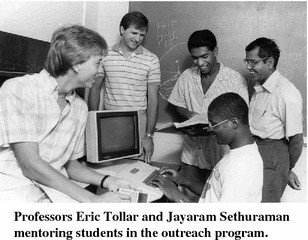 Professors Eric Tollar and Jayaram Sethuraman
mentoring students in the outreach program.